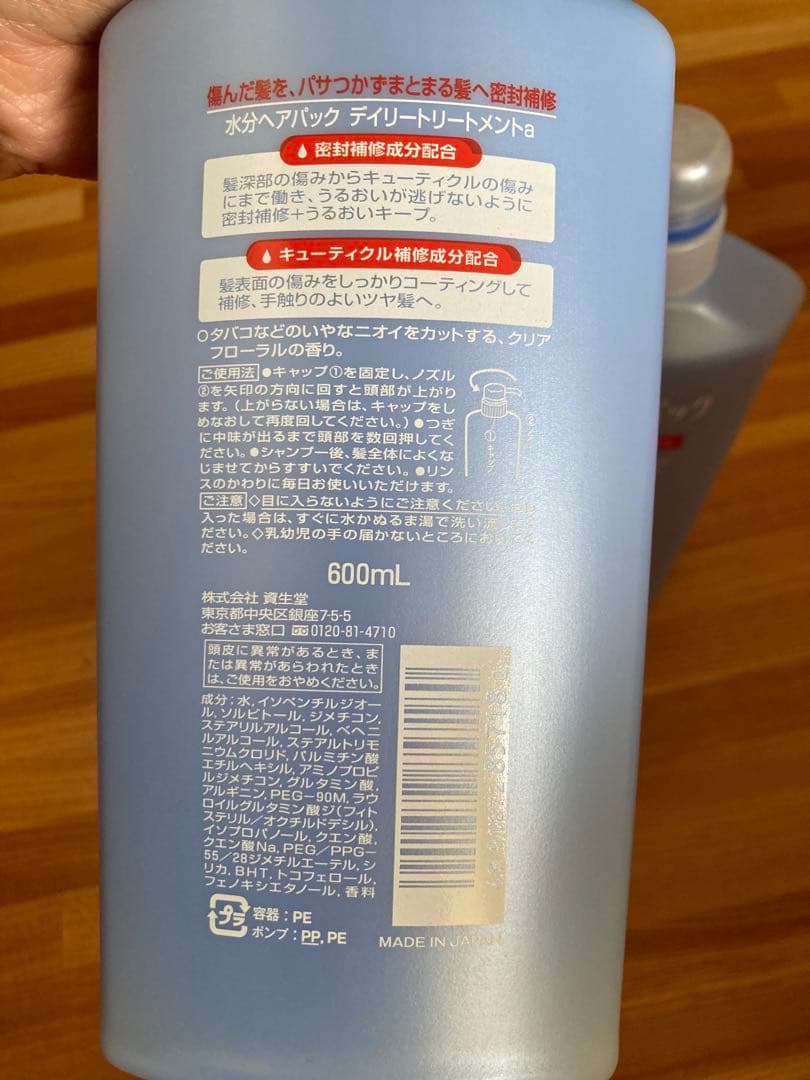 傷んだ髪を、パサつかずまとまる髪へ密封補修
水分ヘアパック デイリートリートメントa
密封補修成分配合
髪深部の傷みからキューティクルの傷み
にまで働き、うるおいが逃げないように
密封補修+うるおいキープ。
キューティクル補修成分配合
髪表面の傷みをしっかりコーティングして
補修、手触りのよいツヤ髪へ。
○タバコなどのいやなニオイをカットする、クリア
フローラルの香り。
ご使用法 ●キャップ①を固定し、ノズル
②を矢印の方向に回すと頭部が上がり
ます。(上がらない場合は、キャップをし
めなおして再度回してください。)●つぎ
に中味が出るまで頭部を数回押してく
ださい。●シャンプー後、髪全体によくな
じませてからすすいでください。●リン
スのかわりに毎日お使いいただけます。
①
キャップ
②
ご注意 ◇目に入らないようにご注意ください。
入った場合は、すぐに水かぬるま湯で洗い流
ださい。◇乳幼児の手の届かないところにおいてく
ださい。
600mL
株式会社 資生堂
東京都中央区銀座7-5-5
お客さま窓口 0120-81-4710
頭皮に異常があるとき、ま
たは異常があらわれたときは
は、ご使用をおやめください。
成分:水,イソペンチルジオー
ル,ソルビトール,ジメチコン,
ステアリルアルコール,ベヘニ
ルアルコール,ステアルトリモ
ニウムクロリド,パルミチン酸
エチルヘキシル,アミノプロピ
ルジメチコン,グルタミン酸,
アルギニン,PEG-90M,ラウ
ロイルグルタミン酸ジ(フィト
ステリル/オクチルドデシル),
イソプロパノール,クエン酸,
クエン酸Na,PEG/PPG-
55/28ジメチルエーテル,シ
リカ,BHT,トコフェロール,
フェノキシエタノール,香料
プラ
容器:PE
ポンプ:PP,PE
MADE IN JAPAN
ック